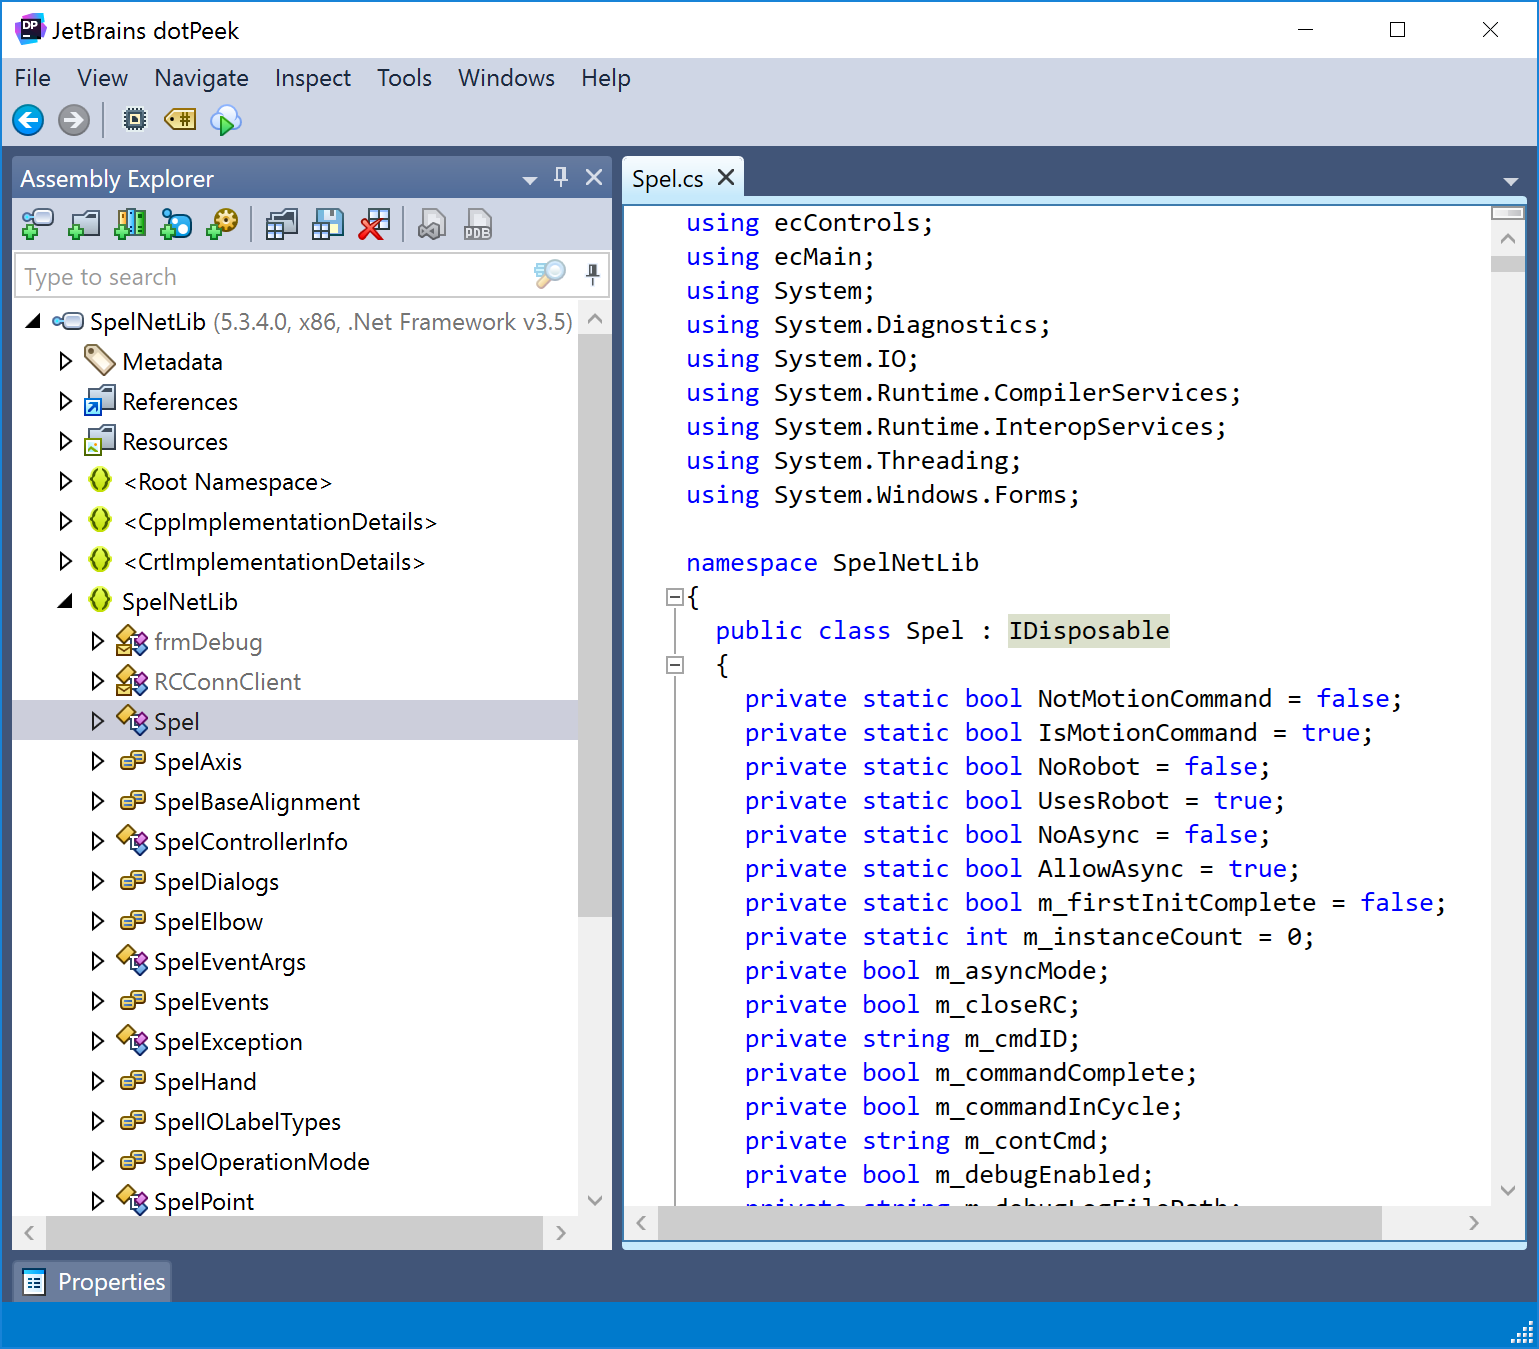 JetBrains dotPeek
File View Navigate Inspect Tools Windows Help
Assembly Explorer
Type to search
SpelNetLib (5.3.4.0, x86, .Net Framework v3.5)
Metadata
References
Resources
<Root Namespace>
<CppImplementationDetails>
<CrtImplementationDetails>
SpelNetLib
frmDebug
RCConnClient
Spel
SpelAxis
SpelBaseAlignment
SpelControllerInfo
SpelDialogs
SpelElbow
SpelEventArgs
SpelEvents
SpelException
SpelHand
SpelIOLabelTypes
SpelOperationMode
SpelPoint
Spel.cs
using ecControls;
using ecMain;
using System;
using System.Diagnostics;
using System.IO;
using System.Runtime.CompilerServices;
using System.Runtime.InteropServices;
using System.Threading;
using System.Windows.Forms;
namespace SpelNetLib
{
public class Spel : IDisposable
{
private static bool NotMotionCommand = false;
private static bool IsMotionCommand = true;
private static bool NoRobot = false;
private static bool UsesRobot = true;
private static bool NoAsync = false;
private static bool AllowAsync = true;
private static bool m_firstInitComplete = false;
private static int m_instanceCount = 0;
private bool m_asyncMode;
private bool m_closeRC;
private string m_cmdID;
private bool m_commandComplete;
private bool m_commandInCycle;
private string m_contCmd;
private bool m_debugEnabled;
private string m_debugLogFilePath;
Properties